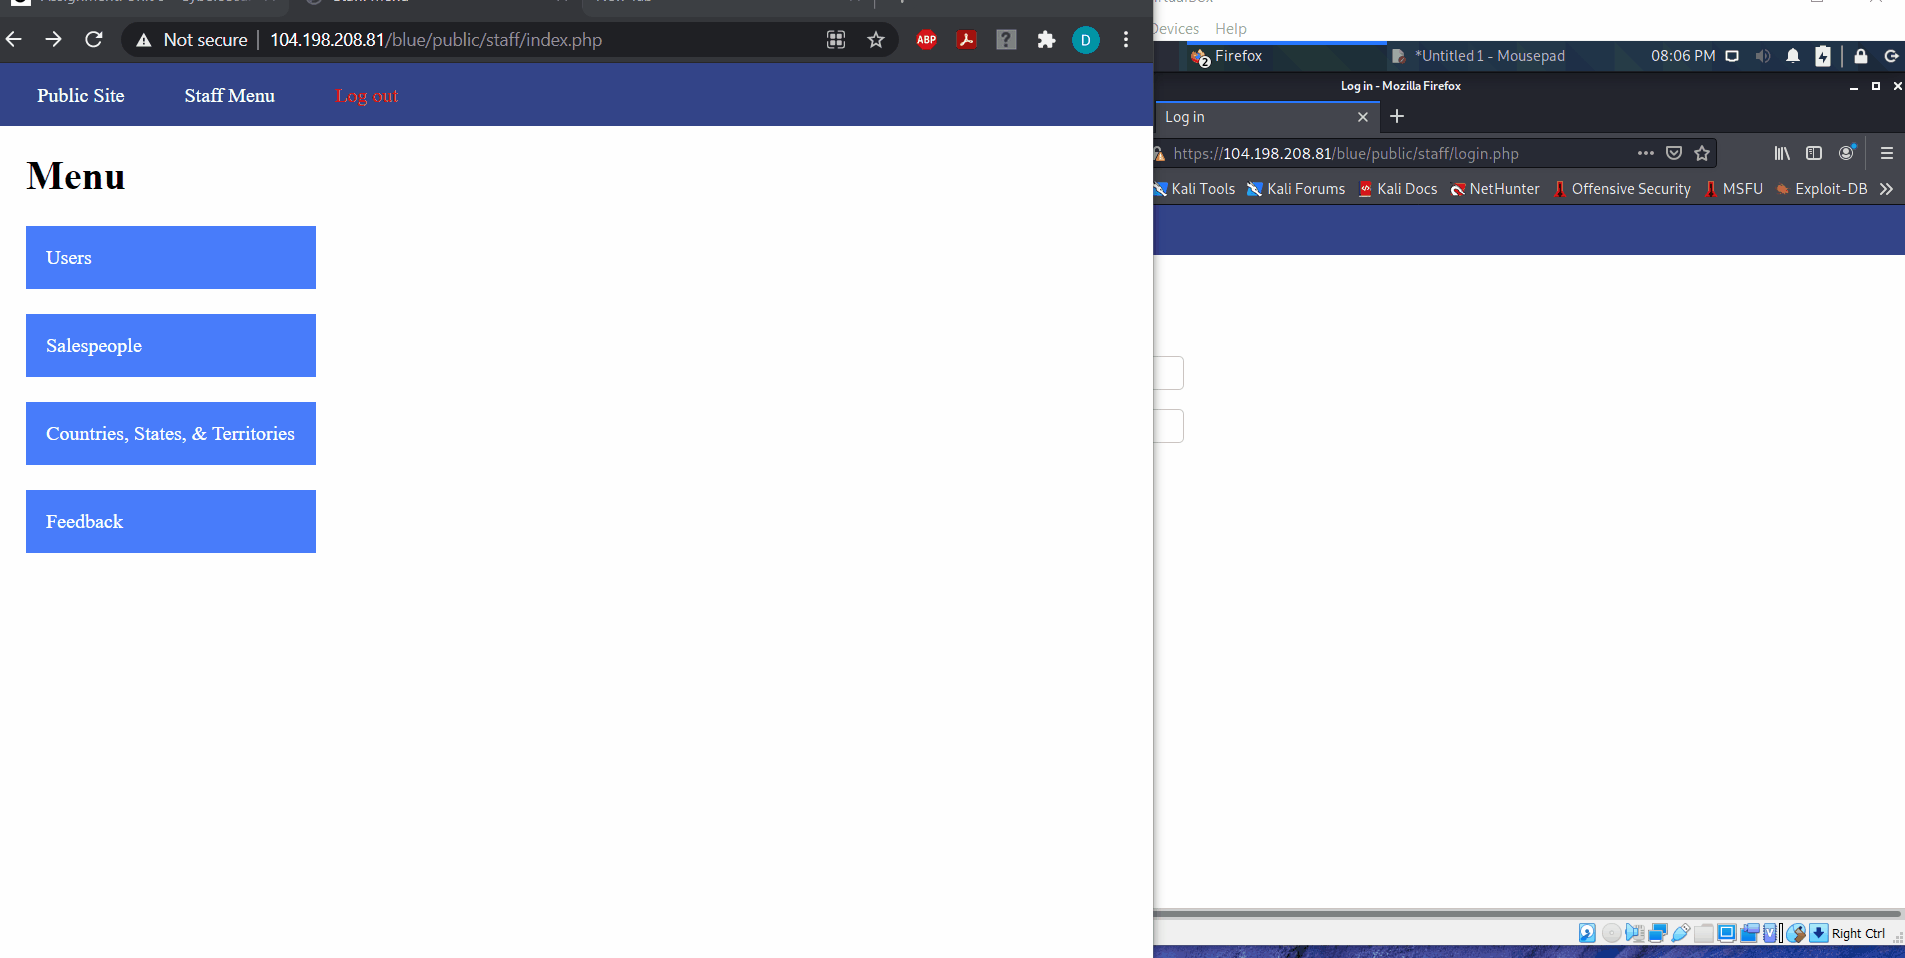 Not secure | 104.198.208.81/blue/public/staff/index.php
ABP
D
Public Site Staff Menu Log out
Menu
Users
Salespeople
Countries, States, & Territories
Feedback
Devices Help
2 Firefox *Untitled 1 - Mousepad 08:06 PM
Log in - Mozilla Firefox
Log in
https://104.198.208.81/blue/public/staff/login.php
Kali Tools Kali Forums Kali Docs NetHunter Offensive Security MSFU Exploit-DB
Right Ctrl